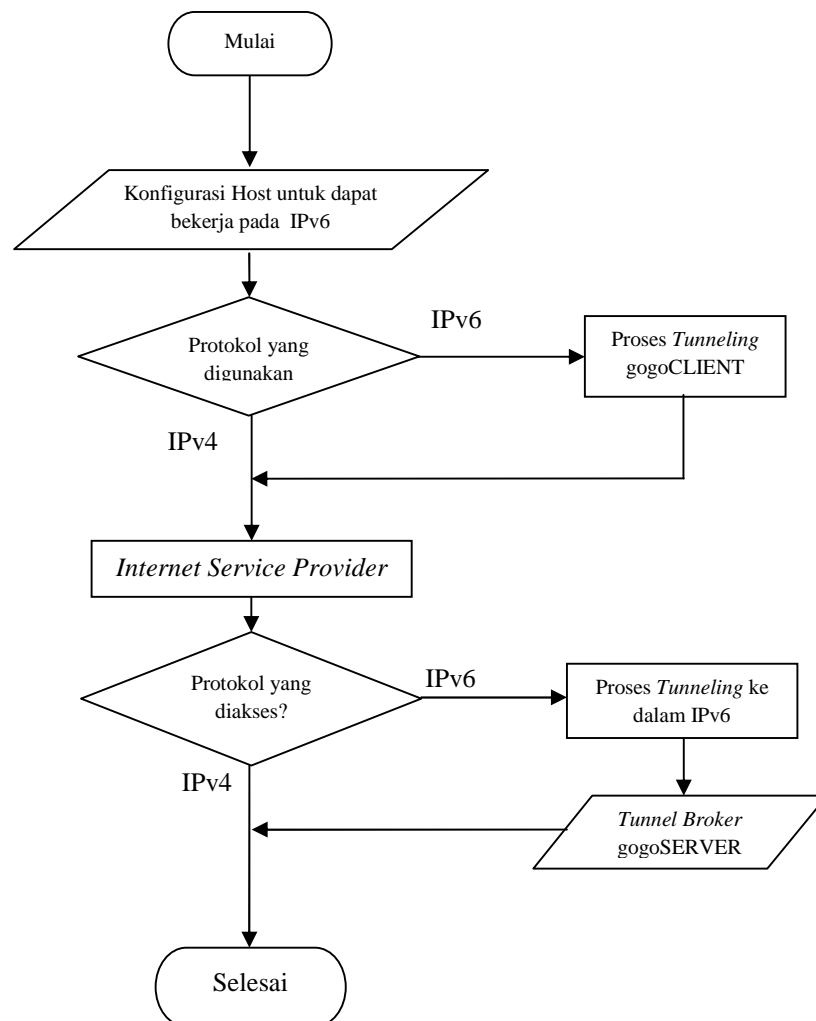 Mulai
Konfigurasi Host untuk dapat
bekerja pada IPv6
Protokol yang
digunakan
IPv6
Proses Tunneling
gogoCLIENT
IPv4
Internet Service Provider
Protokol yang
diakses?
IPv6
Proses Tunneling ke
dalam IPv6
IPv4
Tunnel Broker
gogoSERVER
Selesai